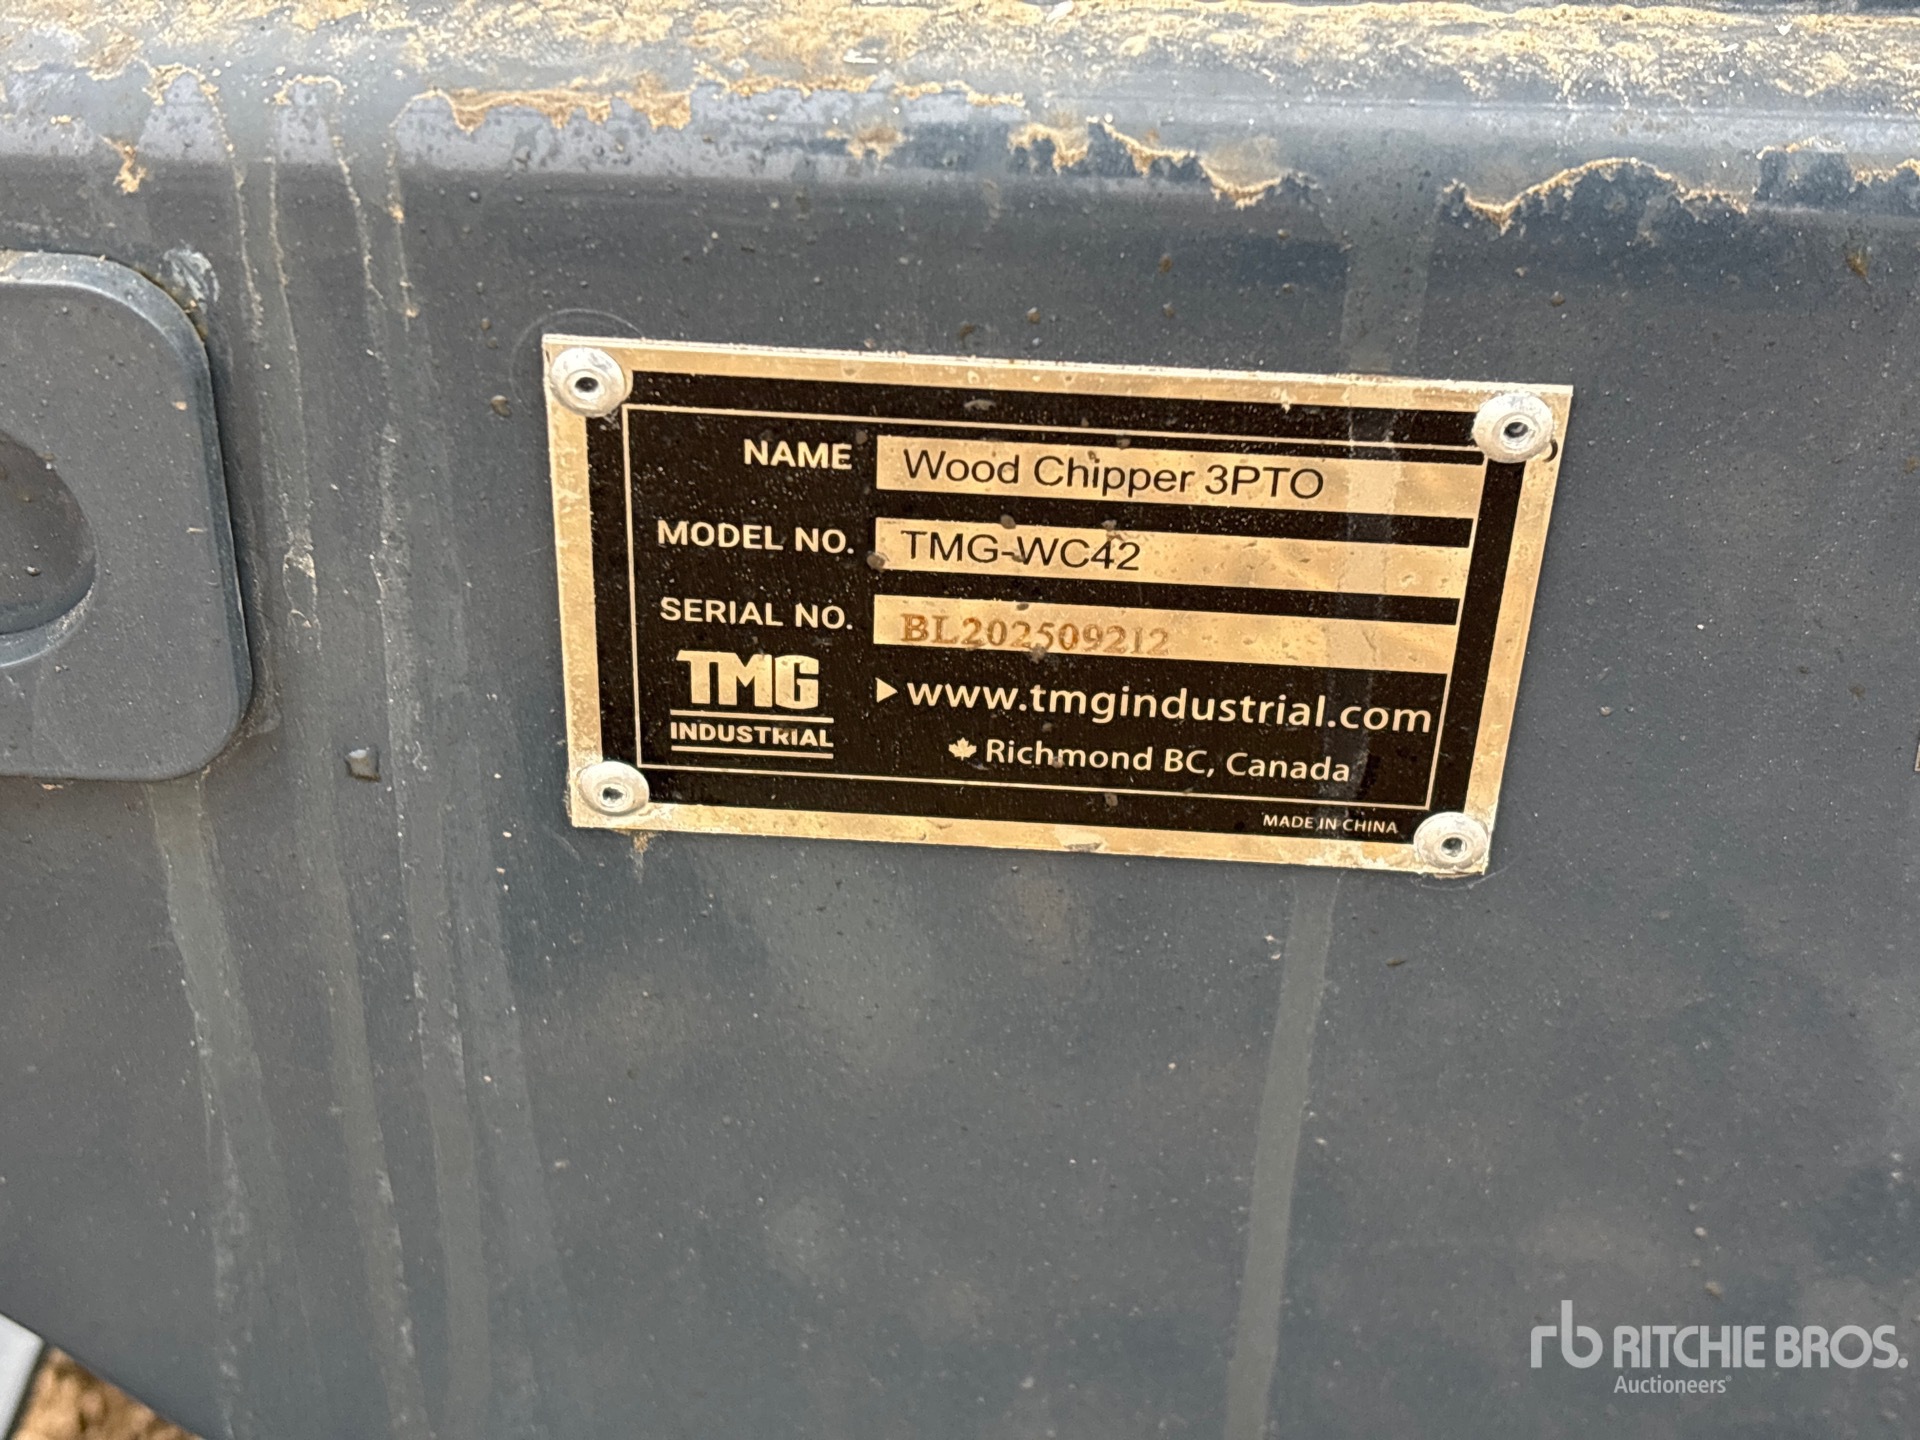 NAME Wood Chipper 3PTO
MODEL NO. TMG-WC42
SERIAL NO. BL202509212
TMG
INDUSTRIAL
www.tmgindustrial.com
Richmond BC, Canada
MADE IN CHINA
rb RITCHIE BROS.
Auctioneers